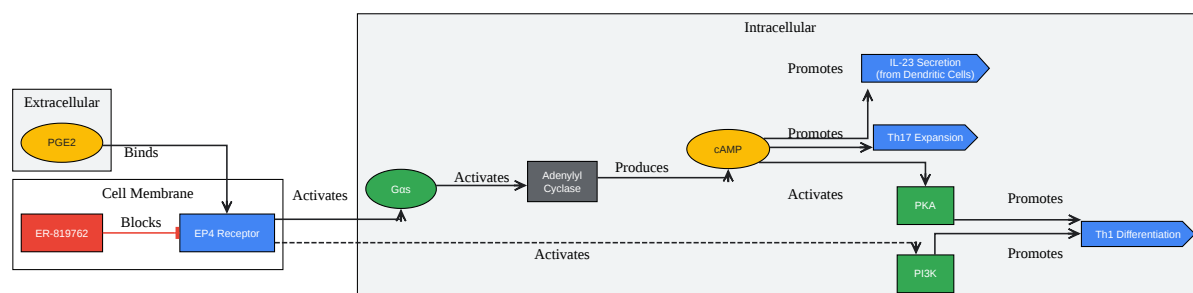 Intracellular
Promotes
IL-23 Secretion
(from Dendritic Cells)
Extracellular
PGE2
Binds
Promotes
Th17 Expansion
cAMP
Cell Membrane
Activates
Gαs
Activates
Adenylyl
Cyclase
Produces
Activates
PKA
Promotes
ER-819762
Blocks
EP4 Receptor
Th1 Differentiation
Activates
Promotes
PI3K